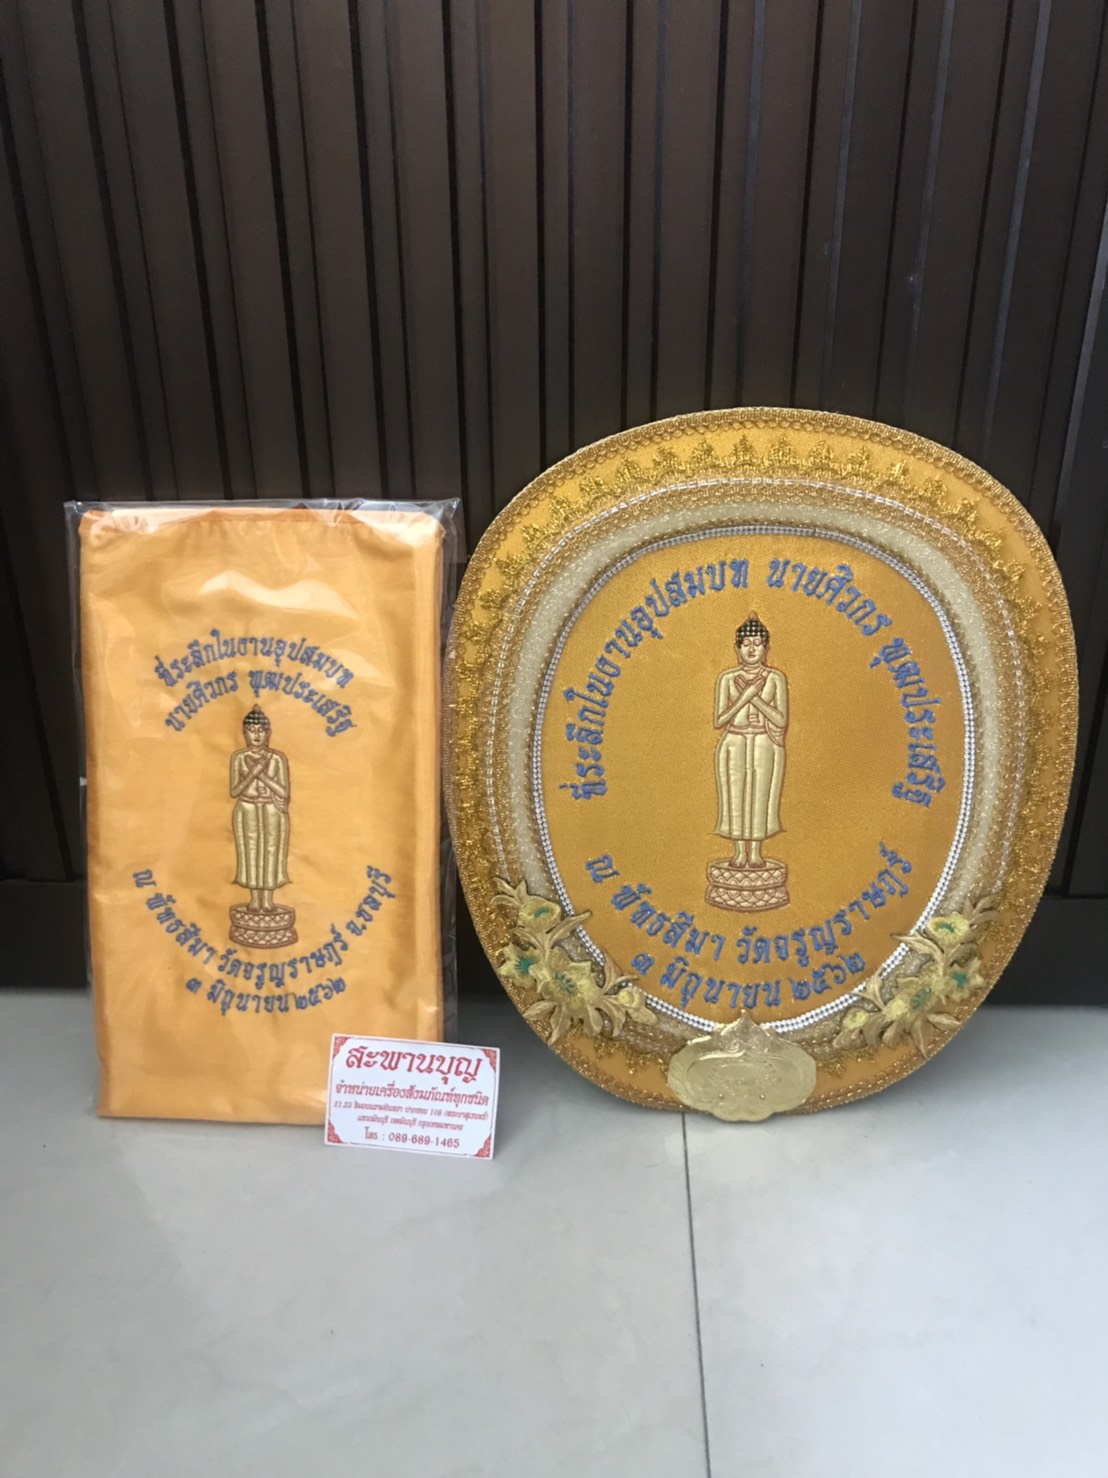 ที่ระลึกในงานอุปสมบท
นายศิวกร พุฒประเสริฐ
ณ พัทธสีมา วัดจรูญราษฎร์ จ.ชลบุรี
๓ มิถุนายน ๒๕๖๒
ที่ระลึกในงานอุปสมบท นายศิวกร พุฒประเสริฐ
ณ พัทธสีมา วัดจรูญราษฎร์
๓ มิถุนายน ๒๕๖๒
สะพานบุญ
จำหน่ายเครื่องสังฆภัณฑ์ทุกชนิด
โทร : 089-689-1465